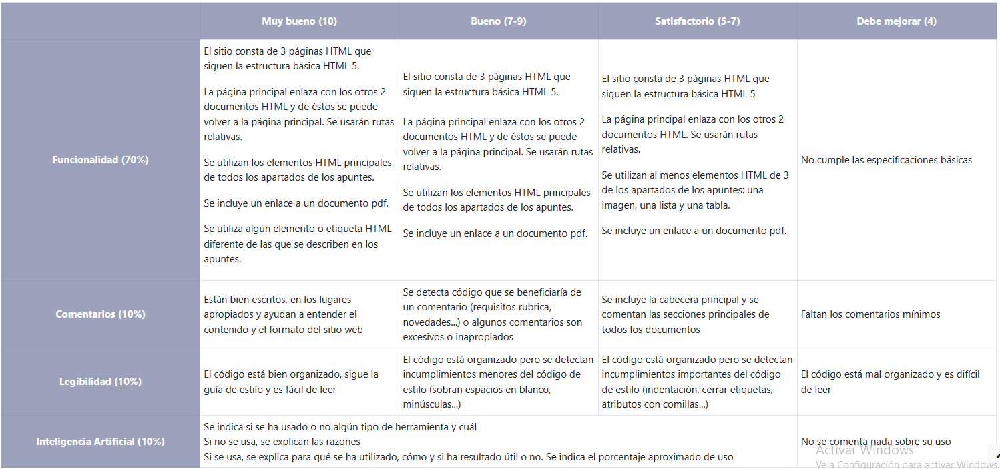 Muy bueno (10)
Bueno (7-9)
Satisfactorio (5-7)
Debe mejorar (4)
Funcionalidad (70%)
El sitio consta de 3 páginas HTML que
siguen la estructura básica HTML 5.
La página principal enlaza con los otros 2
documentos HTML y de éstos se puede
volver a la página principal. Se usarán rutas
relativas.
Se utilizan los elementos HTML principales
de todos los apartados de los apuntes.
Se incluye un enlace a un documento pdf.
Se utiliza algún elemento o etiqueta HTML
diferente de las que se describen en los
apuntes.
El sitio consta de 3 páginas HTML que
siguen la estructura básica HTML 5.
La página principal enlaza con los otros 2
documentos HTML y de éstos se puede
volver a la página principal. Se usarán rutas
relativas.
Se utilizan los elementos HTML principales
de todos los apartados de los apuntes.
Se incluye un enlace a un documento pdf.
El sitio consta de 3 páginas HTML que
siguen la estructura básica HTML 5
La página principal enlaza con los otros 2
documentos HTML. Se usarán rutas
relativas.
Se utilizan al menos elementos HTML de 3
de los apartados de los apuntes: una
imagen, una lista y una tabla.
Se incluye un enlace a un documento pdf.
No cumple las especificaciones básicas
Comentarios (10%)
Están bien escritos, en los lugares
apropiados y ayudan a entender el
contenido y el formato del sitio web
Se detecta código que se beneficiaría de
un comentario (requisitos rubrica,
novedades...) o algunos comentarios son
excesivos o inapropiados
Se incluye la cabecera principal y se
comentan las secciones principales de
todos los documentos
Faltan los comentarios mínimos
Legibilidad (10%)
El código está bien organizado, sigue la
guía de estilo y es fácil de leer
El código está organizado pero se detectan
incumplimientos menores del código de
estilo (sobran espacios en blanco,
minúsculas...)
El código está organizado pero se detectan
incumplimientos importantes del código
de estilo (indentación, cerrar etiquetas,
atributos con comillas...)
El código está mal organizado y es difícil
de leer
Inteligencia Artificial (10%)
Se indica si se ha usado o no algún tipo de herramienta y cuál
Si no se usa, se explican las razones
Si se usa, se explica para qué se ha utilizado, cómo y si ha resultado útil o no. Se indica el porcentaje aproximado de uso
No se comenta nada sobre su uso
Activar Windows
Ve a Configuración para activar Windows.